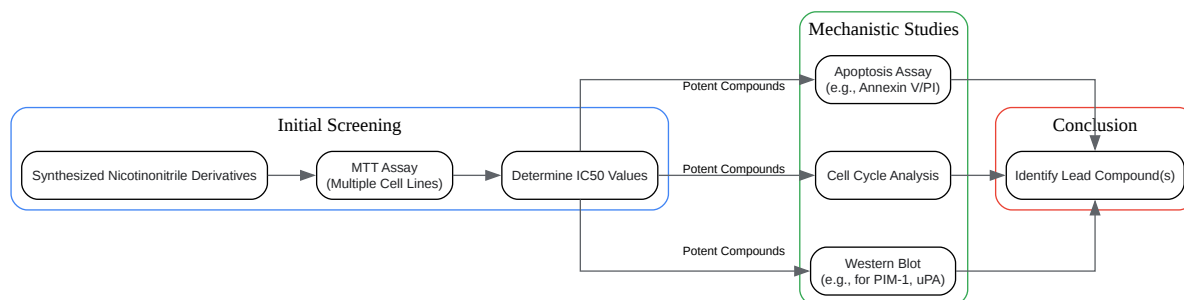 Mechanistic Studies
Apoptosis Assay
(e.g., Annexin V/PI)
Potent Compounds
Initial Screening
Conclusion
Synthesized Nicotinonitrile Derivatives
MTT Assay
(Multiple Cell Lines)
Determine IC50 Values
Potent Compounds
Cell Cycle Analysis
Identify Lead Compound(s)
Potent Compounds
Western Blot
(e.g., for PIM-1, uPA)